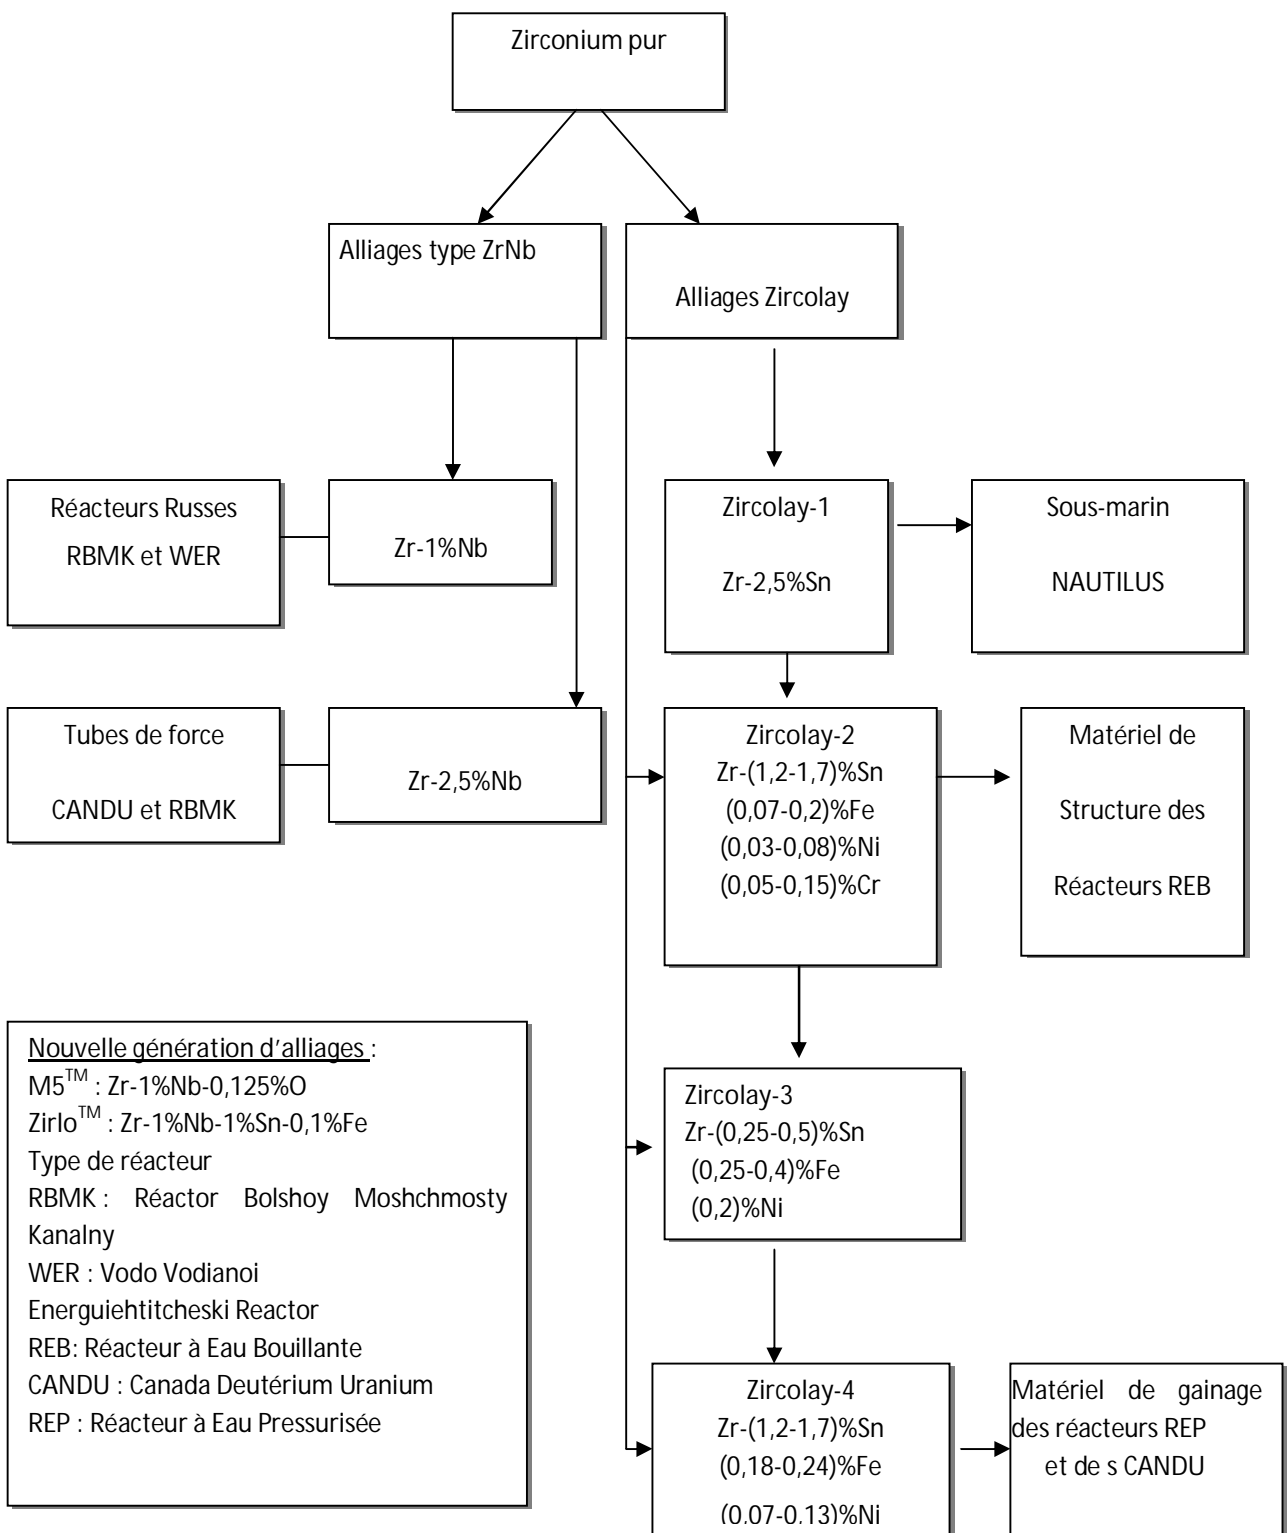 Zirconium pur
Alliages type ZrNb
Alliages Zircolay
Réacteurs Russes
RBMK et WER
Zr-1%Nb
Zircolay-1
Zr-2,5%Sn
Sous-marin
NAUTILUS
Tubes de force
CANDU et RBMK
Zr-2,5%Nb
Zircolay-2
Zr-(1,2-1,7)%Sn
(0,07-0,2)%Fe
(0,03-0,08)%Ni
(0,05-0,15)%Cr
Matériel de
Structure des
Réacteurs REB
Nouvelle génération d’alliages :
M5™ : Zr-1%Nb-0,125%O
Zirlo™ : Zr-1%Nb-1%Sn-0,1%Fe
Type de réacteur
RBMK : Réactor Bolshoy Moshchmosty
Kanalny
WER : Vodo Vodianoi
Energuiehtitcheski Reactor
REB: Réacteur à Eau Bouillante
CANDU : Canada Deutérium Uranium
REP : Réacteur à Eau Pressurisée
Zircolay-3
Zr-(0,25-0,5)%Sn
(0,25-0,4)%Fe
(0,2)%Ni
Zircolay-4
Zr-(1,2-1,7)%Sn
(0,18-0,24)%Fe
(0,07-0,13)%Ni
Matériel de gainage
des réacteurs REP
et de s CANDU